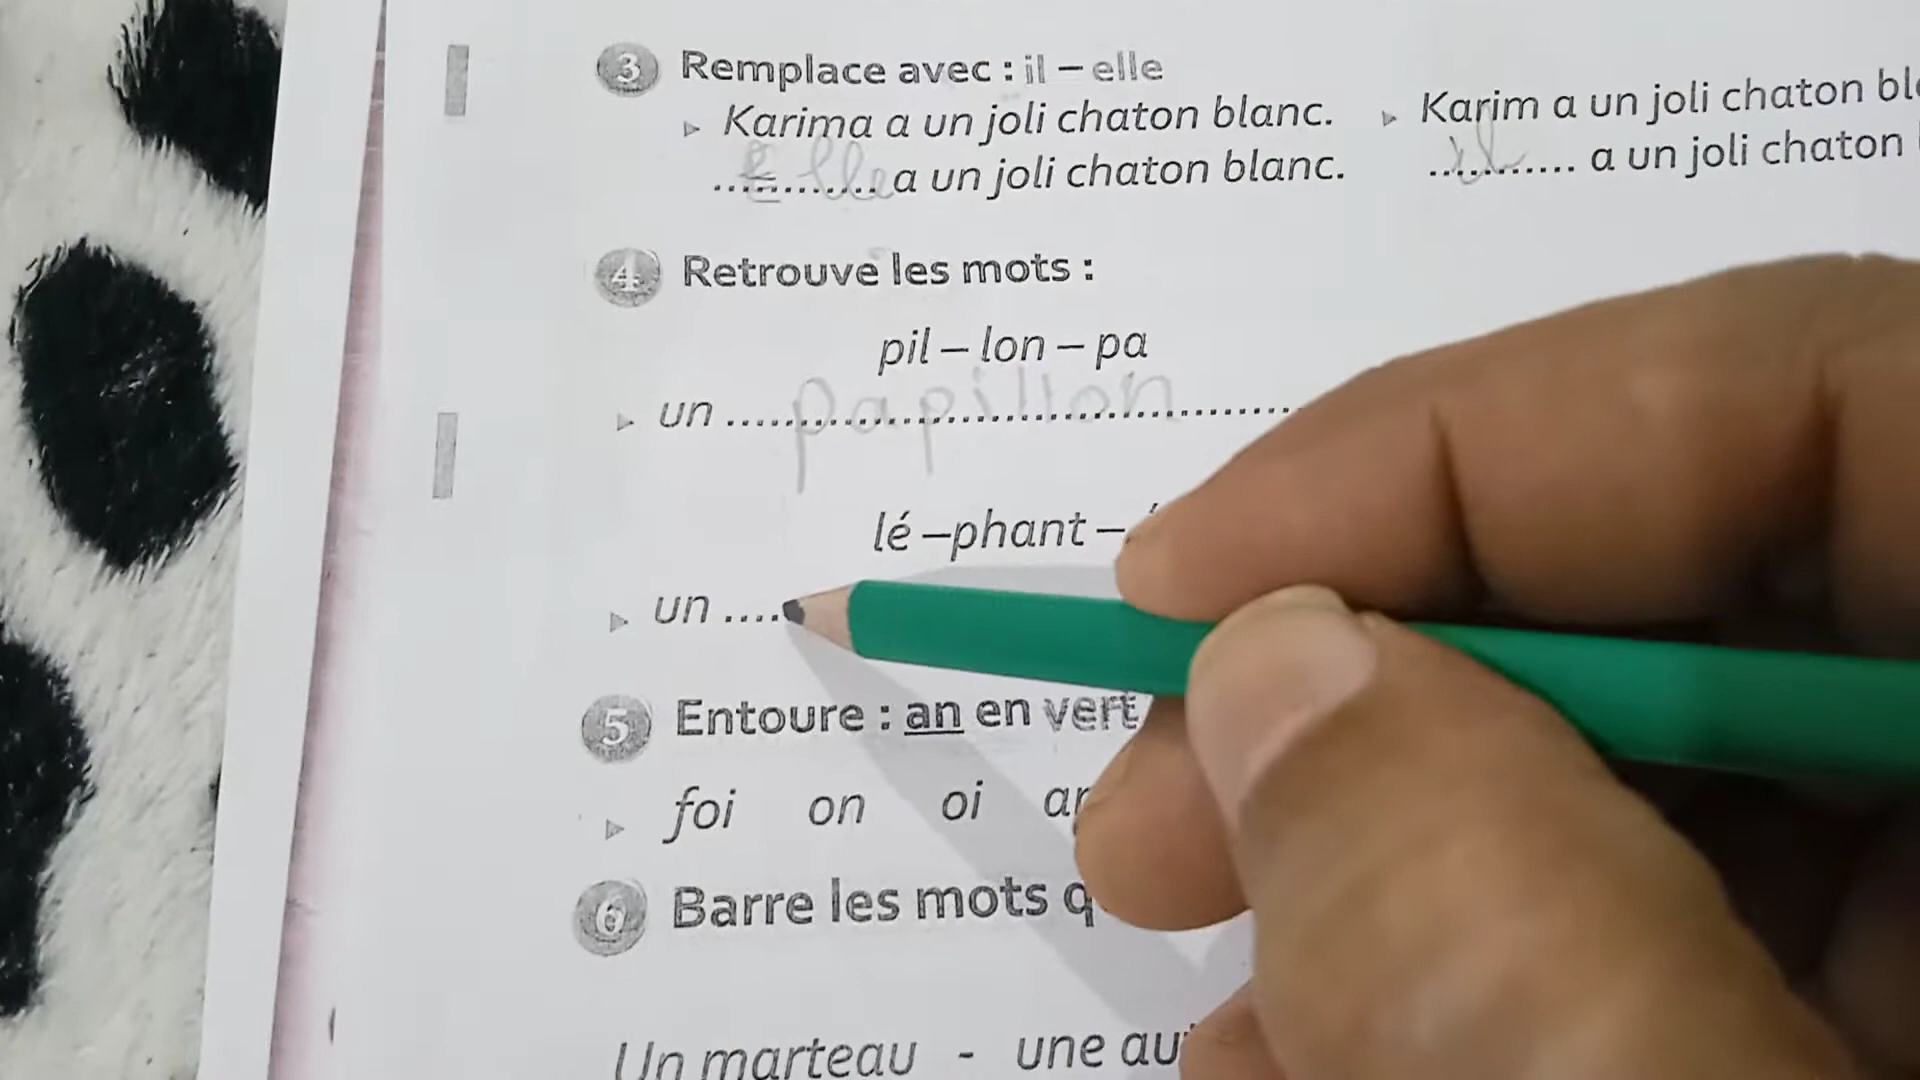 3 Remplace avec : il – elle
Karima a un joli chaton blanc.
Elle a un joli chaton blanc.
Karim a un joli chaton
il a un joli chaton
4 Retrouve les mots :
pil – lon – pa
un papillon
lé –phant –
un ....
5 Entoure : an en vert
foi on oi
6 Barre les mots
Un marteau - une